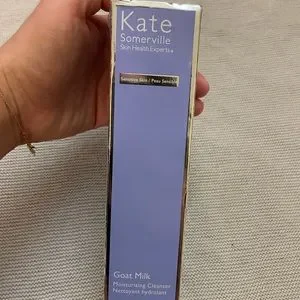 Kate
Somerville
Skin Health Experts
Sensitive Skin / Peau Sensible
Goat Milk
Moisturizing Cleanser
Nettoyant hydratant